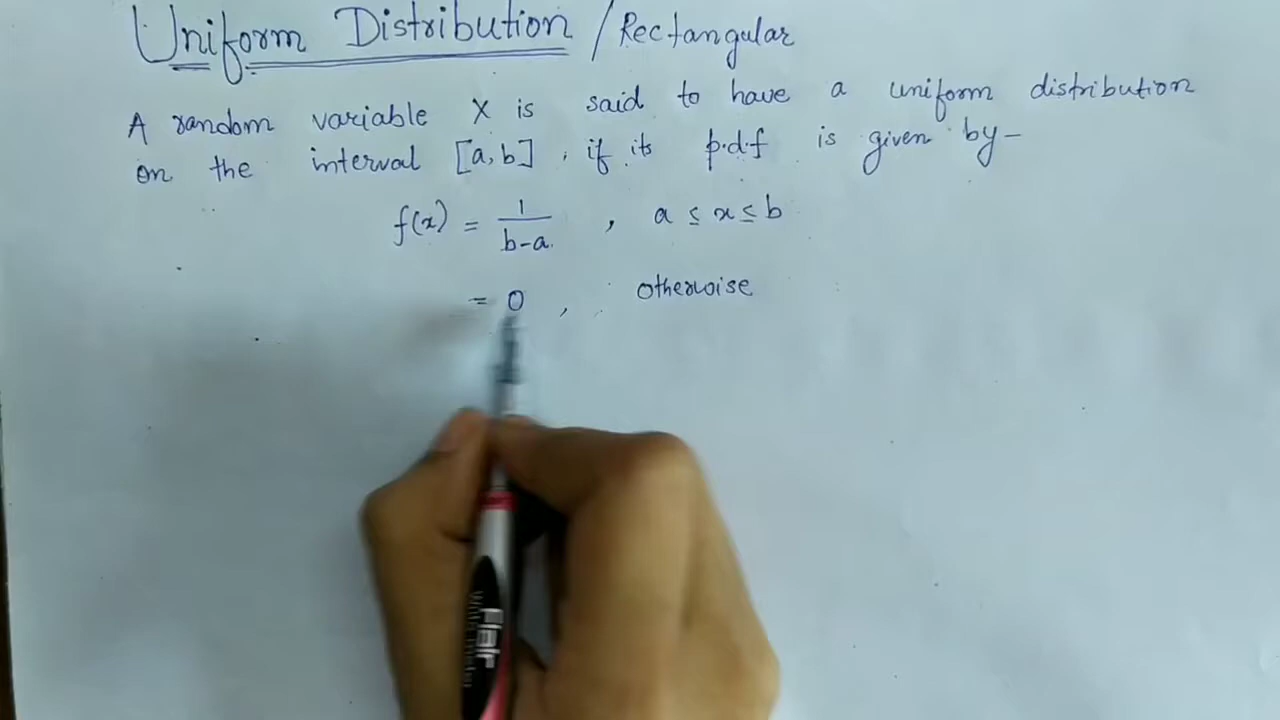 Uniform Distribution / Rectangular
A random variable X is said to have a uniform distribution
on the interval [a, b], if its p.d.f is given by -
f(x) = 1/(b-a) , a ≤ x ≤ b
= 0 , otherwise
Flair